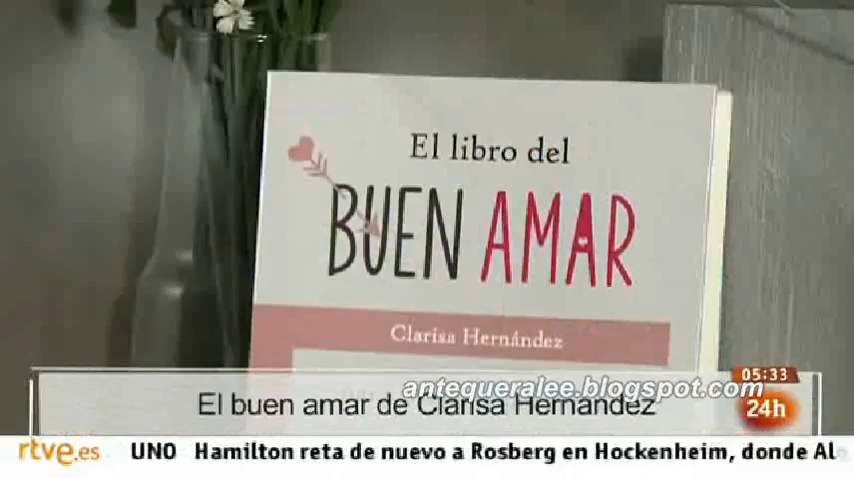 El libro del
BUEN AMAR
Clarisa Hernández
antequeralee.blogspot.com
05:33
El buen amar de Clarisa Hernández
24h
rtve.es UNO Hamilton reta de nuevo a Rosberg en Hockenheim, donde Al